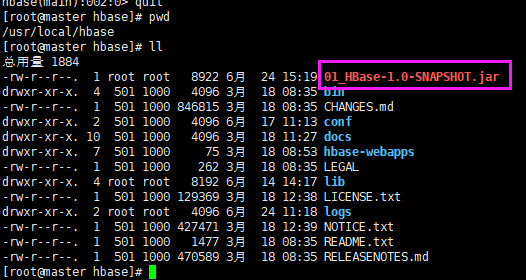 hbase(main):002:0> quit
[root@master hbase]# pwd
/usr/local/hbase
[root@master hbase]# ll
总用量 1884
-rw-r--r--. 1 root root 8922 6月 24 15:19 01_HBase-1.0-SNAPSHOT.jar
drwxr-xr-x. 4 501 1000 4096 3月 18 08:35 bin
-rw-r--r--. 1 501 1000 846815 3月 18 08:35 CHANGES.md
drwxr-xr-x. 2 501 1000 4096 6月 17 11:13 conf
drwxr-xr-x. 10 501 1000 4096 3月 18 11:27 docs
drwxr-xr-x. 7 501 1000 75 3月 18 08:53 hbase-webapps
-rw-r--r--. 1 501 1000 262 3月 18 08:35 LEGAL
drwxr-xr-x. 4 root root 8192 6月 14 14:17 lib
-rw-r--r--. 1 501 1000 129369 3月 18 12:38 LICENSE.txt
drwxr-xr-x. 2 root root 4096 6月 24 11:18 logs
-rw-r--r--. 1 501 1000 427471 3月 18 12:39 NOTICE.txt
-rw-r--r--. 1 501 1000 1477 3月 18 08:35 README.txt
-rw-r--r--. 1 501 1000 470589 3月 18 08:35 RELEASENOTES.md
[root@master hbase]#